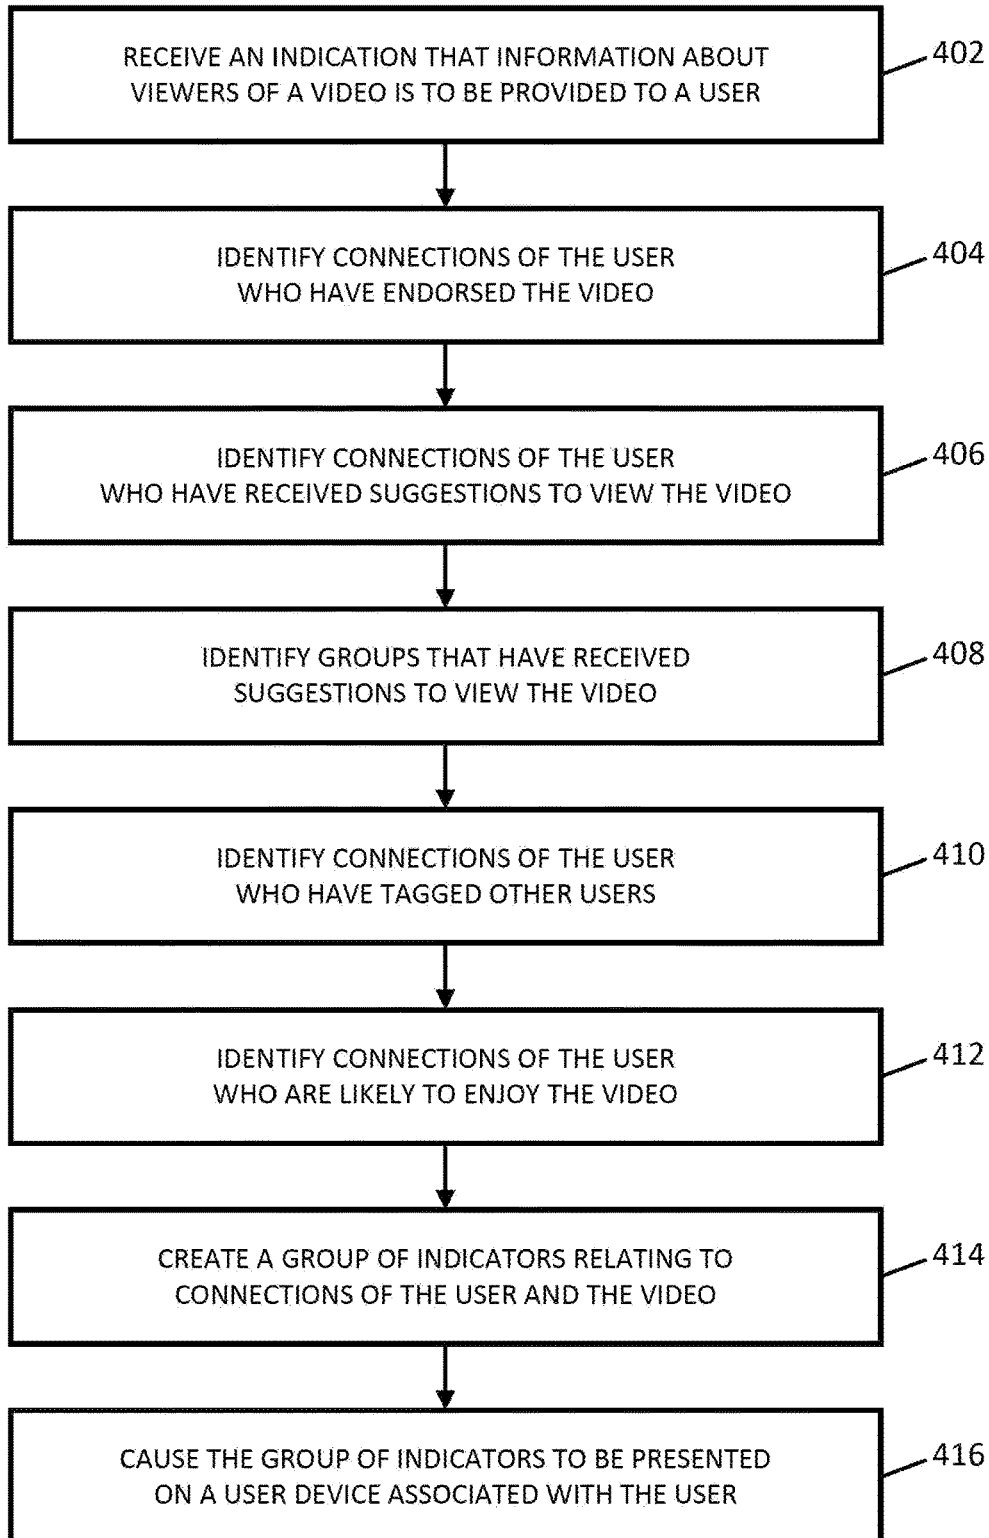 RECEIVE AN INDICATION THAT INFORMATION ABOUT
VIEWERS OF A VIDEO IS TO BE PROVIDED TO A USER
402
IDENTIFY CONNECTIONS OF THE USER
WHO HAVE ENDORSED THE VIDEO
404
IDENTIFY CONNECTIONS OF THE USER
WHO HAVE RECEIVED SUGGESTIONS TO VIEW THE VIDEO
406
IDENTIFY GROUPS THAT HAVE RECEIVED
SUGGESTIONS TO VIEW THE VIDEO
408
IDENTIFY CONNECTIONS OF THE USER
WHO HAVE TAGGED OTHER USERS
410
IDENTIFY CONNECTIONS OF THE USER
WHO ARE LIKELY TO ENJOY THE VIDEO
412
CREATE A GROUP OF INDICATORS RELATING TO
CONNECTIONS OF THE USER AND THE VIDEO
414
CAUSE THE GROUP OF INDICATORS TO BE PRESENTED
ON A USER DEVICE ASSOCIATED WITH THE USER
416